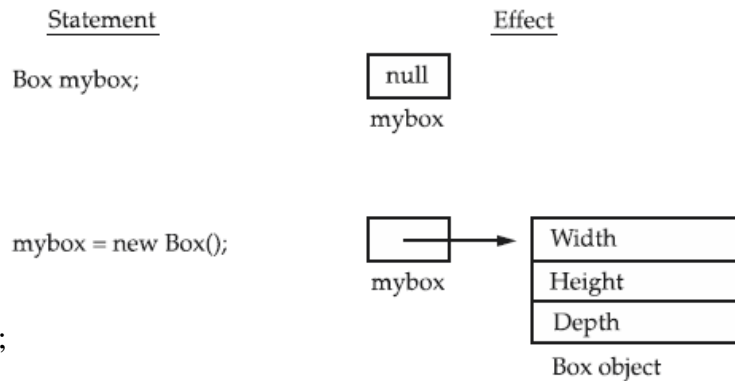 Statement
Effect
Box mybox;
null
mybox
mybox = new Box();
mybox
Width
Height
Depth
;
Box object